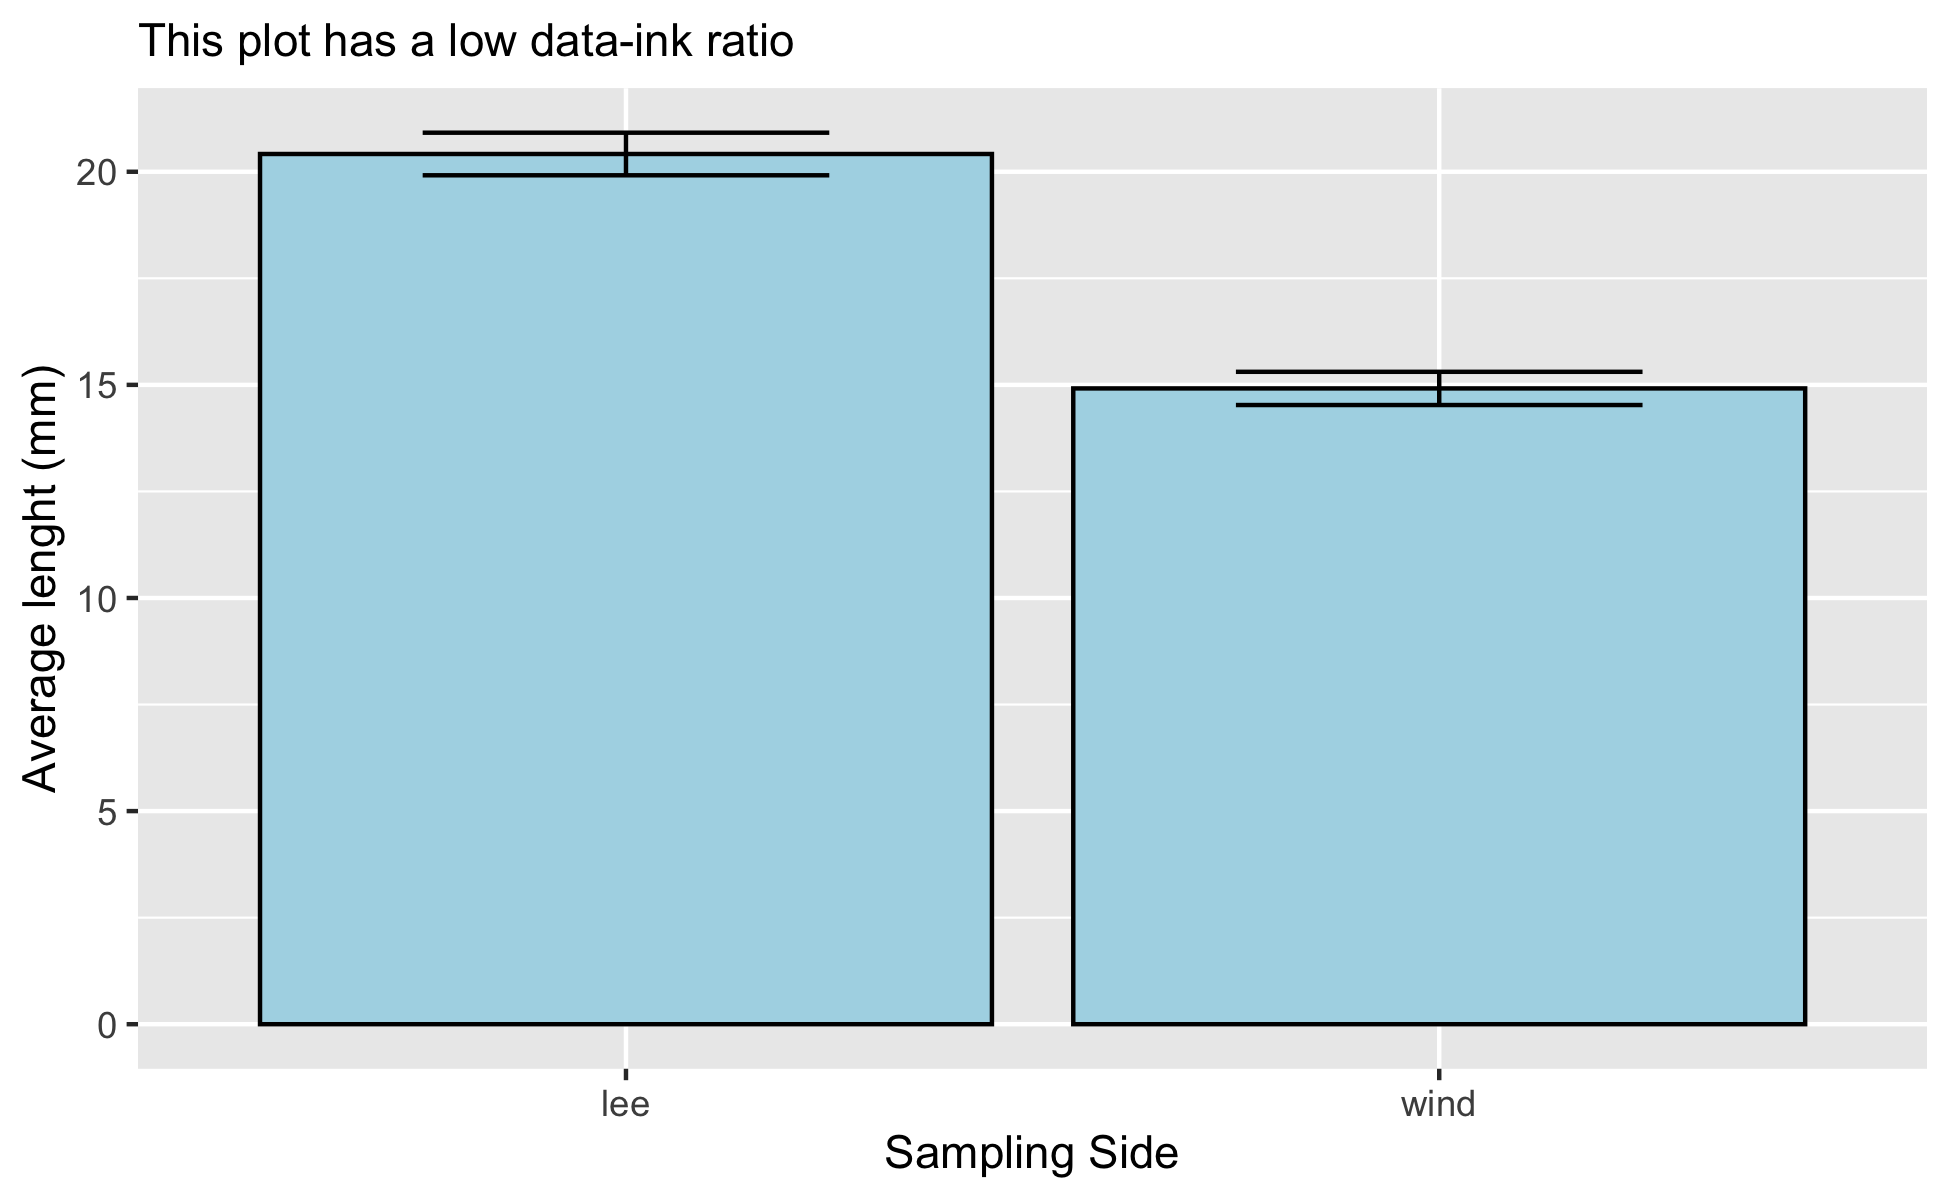 This plot has a low data-ink ratio
Average lenght (mm)
20
15
10
5
0
lee wind
Sampling Side